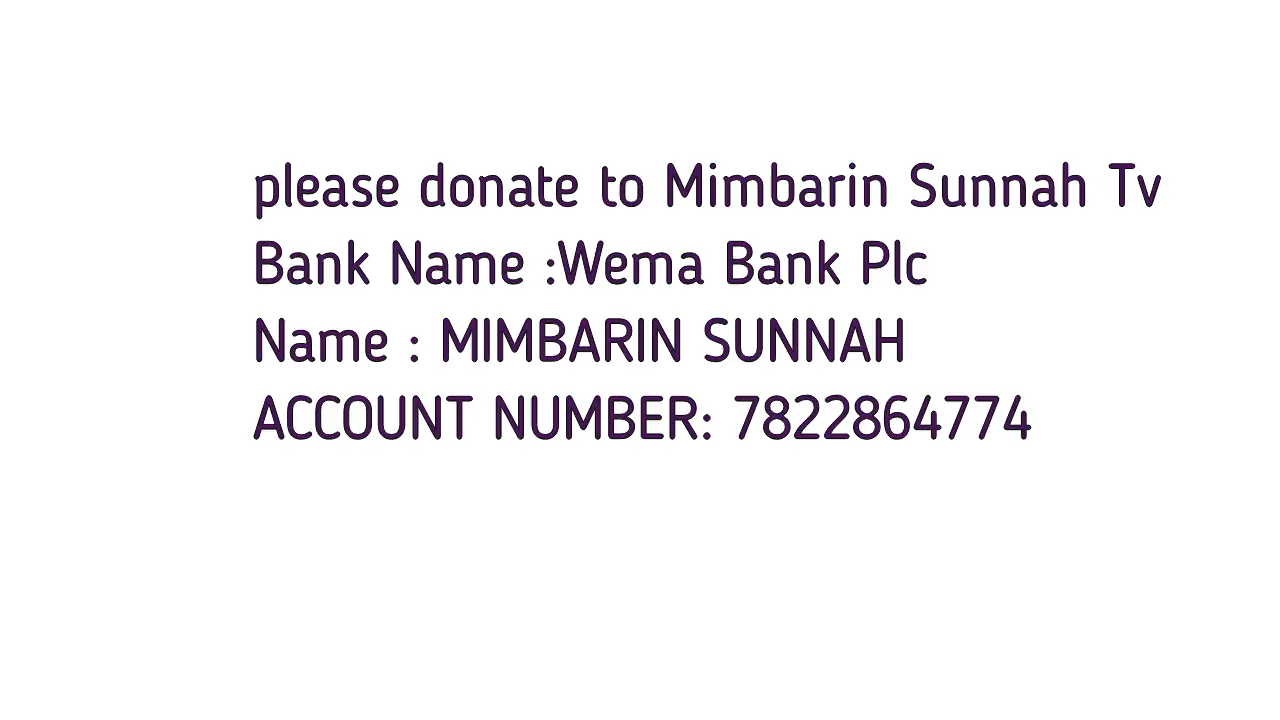 please donate to Mimbarin Sunnah Tv
Bank Name :Wema Bank Plc
Name : MIMBARIN SUNNAH
ACCOUNT NUMBER: 7822864774